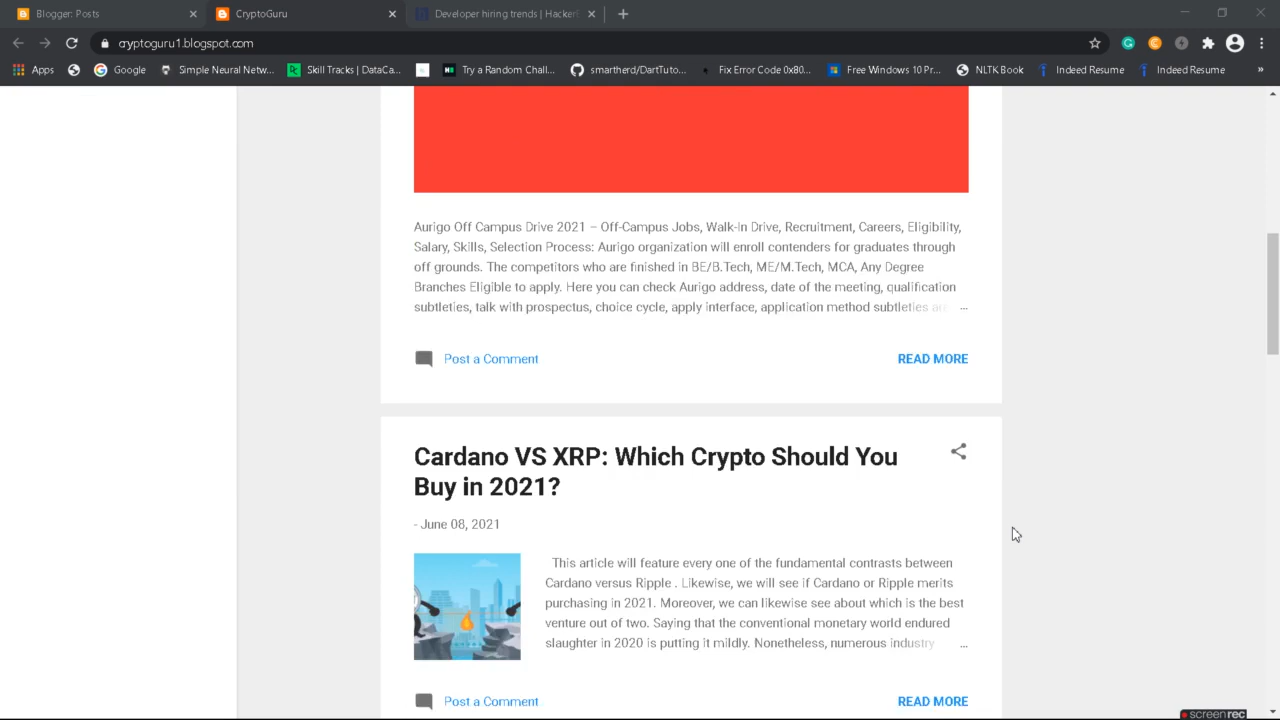 Blogger: Posts
CryptoGuru
Developer hiring trends | Hacker
cryptoguru1.blogspot.com
Apps
Google
Simple Neural Netw...
Skill Tracks | DataCa...
Try a Random Chall...
smartherd/DartTuto...
Fix Error Code 0x80...
Free Windows 10 Pr...
NLTK Book
Indeed Resume
Indeed Resume
»
Aurigo Off Campus Drive 2021 – Off-Campus Jobs, Walk-In Drive, Recruitment, Careers, Eligibility,
Salary, Skills, Selection Process: Aurigo organization will enroll contenders for graduates through
off grounds. The competitors who are finished in BE/B.Tech, ME/M.Tech, MCA, Any Degree
Branches Eligible to apply. Here you can check Aurigo address, date of the meeting, qualification
subtleties, talk with prospectus, choice cycle, apply interface, application method subtleties ...
Post a Comment
READ MORE
Cardano VS XRP: Which Crypto Should You
Buy in 2021?
- June 08, 2021
This article will feature every one of the fundamental contrasts between
Cardano versus Ripple . Likewise, we will see if Cardano or Ripple merits
purchasing in 2021. Moreover, we can likewise see about which is the best
venture out of two. Saying that the conventional monetary world endured
slaughter in 2020 is putting it mildly. Nonetheless, numerous industry ...
Post a Comment
READ MORE
screenrec